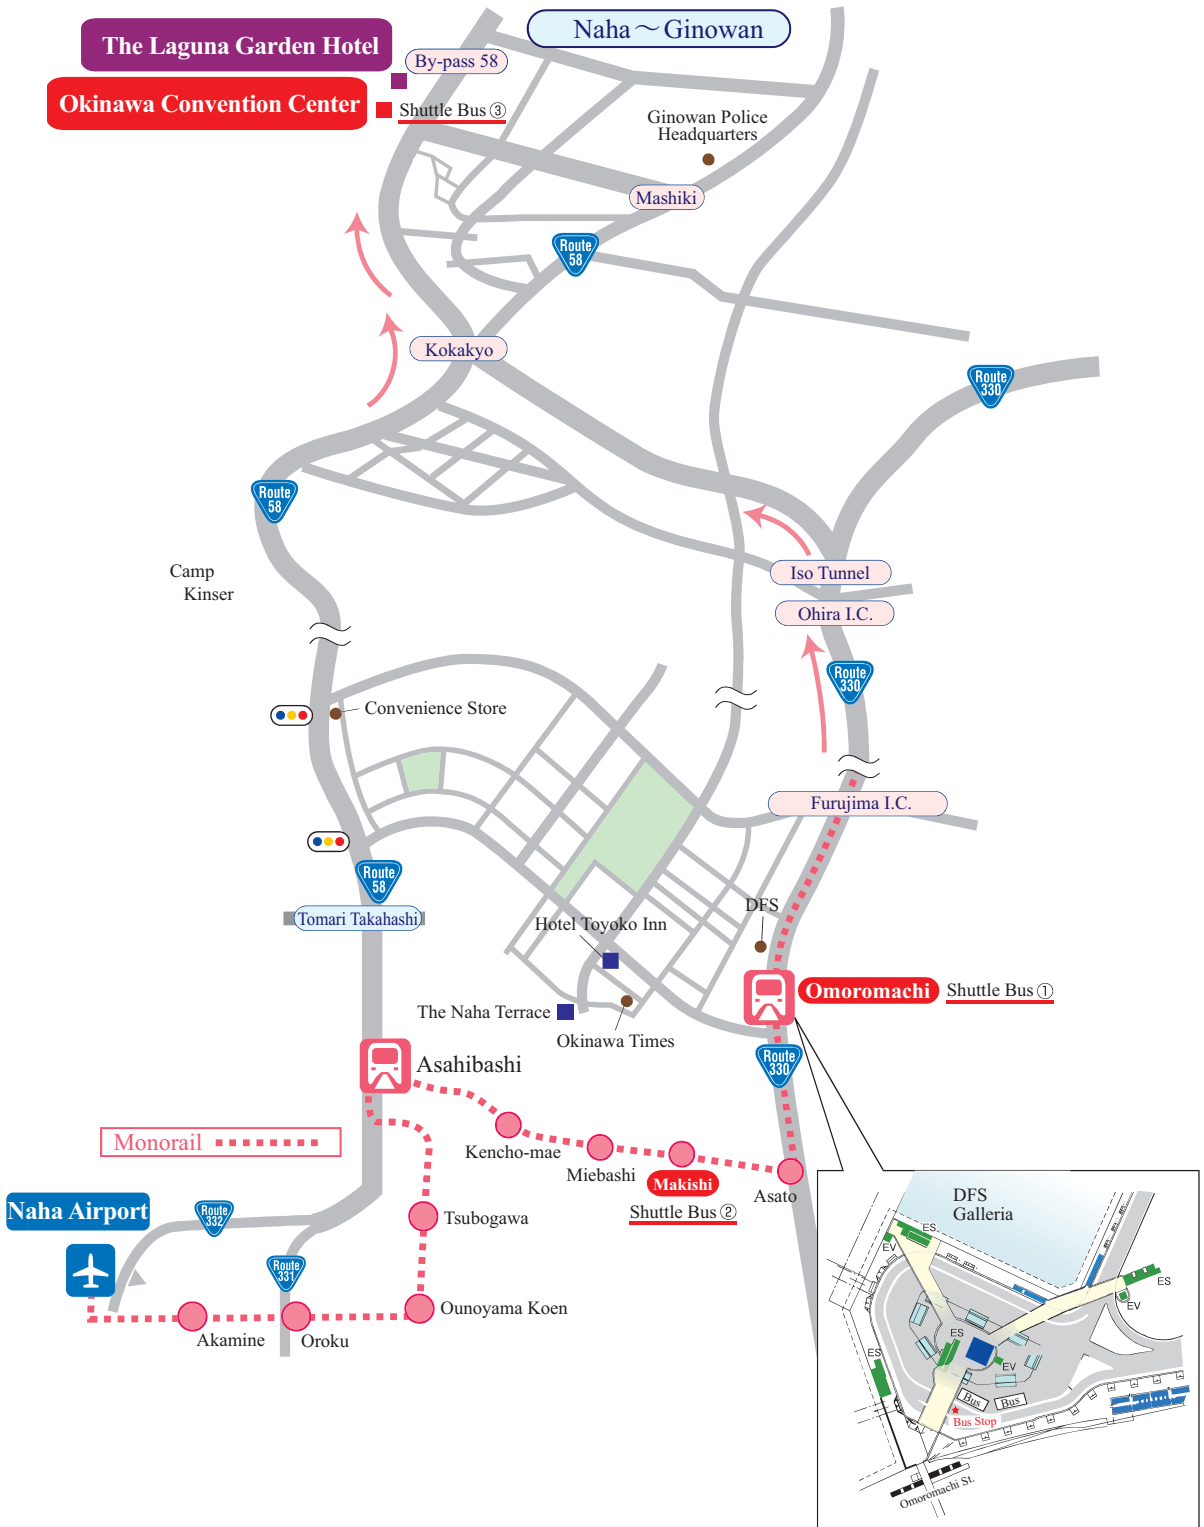 Naha～Ginowan
The Laguna Garden Hotel
By-pass 58
Okinawa Convention Center
Shuttle Bus ③
Ginowan Police
Headquarters
Mashiki
Route
58
Kokakyo
Route
330
Route
58
Camp
Kinser
Iso Tunnel
Ohira I.C.
Route
330
Convenience Store
Furujima I.C.
Route
58
Tomari Takahashi
DFS
Hotel Toyoko Inn
Omoromachi
Shuttle Bus ①
The Naha Terrace
Okinawa Times
Asahibashi
Route
330
Monorail
Kencho-mae
Miebashi
Makishi
Shuttle Bus ②
Asato
Naha Airport
Route
332
Tsubogawa
Route
331
Ounoyama Koen
Akamine
Oroku
DFS
Galleria
ES
EV
ES
EV
ES
ES
EV
Bus
Bus
Bus Stop
Omoromachi St.